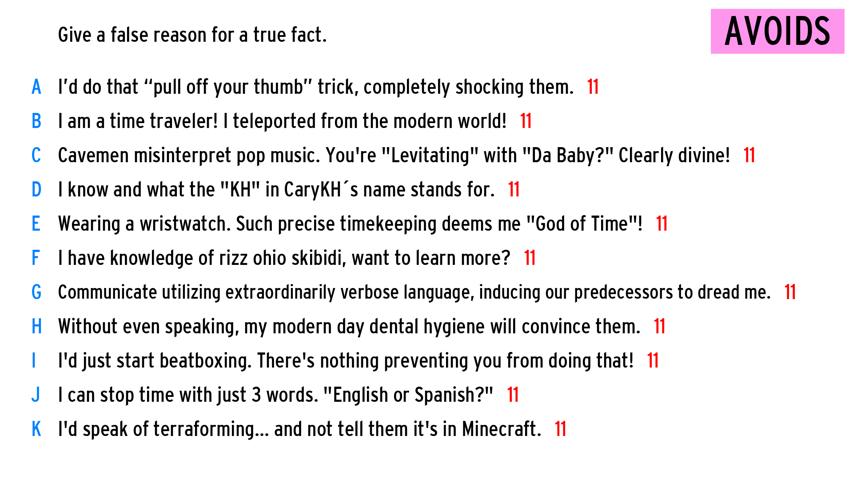 Give a false reason for a true fact.
AVOIDS
A I'd do that “pull off your thumb” trick, completely shocking them. 11
B I am a time traveler! I teleported from the modern world! 11
C Cavemen misinterpret pop music. You're "Levitating" with "Da Baby?" Clearly divine! 11
D I know and what the "KH" in CaryKH´s name stands for. 11
E Wearing a wristwatch. Such precise timekeeping deems me "God of Time"! 11
F I have knowledge of rizz ohio skibidi, want to learn more? 11
G Communicate utilizing extraordinarily verbose language, inducing our predecessors to dread me. 11
H Without even speaking, my modern day dental hygiene will convince them. 11
I I'd just start beatboxing. There's nothing preventing you from doing that! 11
J I can stop time with just 3 words. "English or Spanish?" 11
K I'd speak of terraforming... and not tell them it's in Minecraft. 11